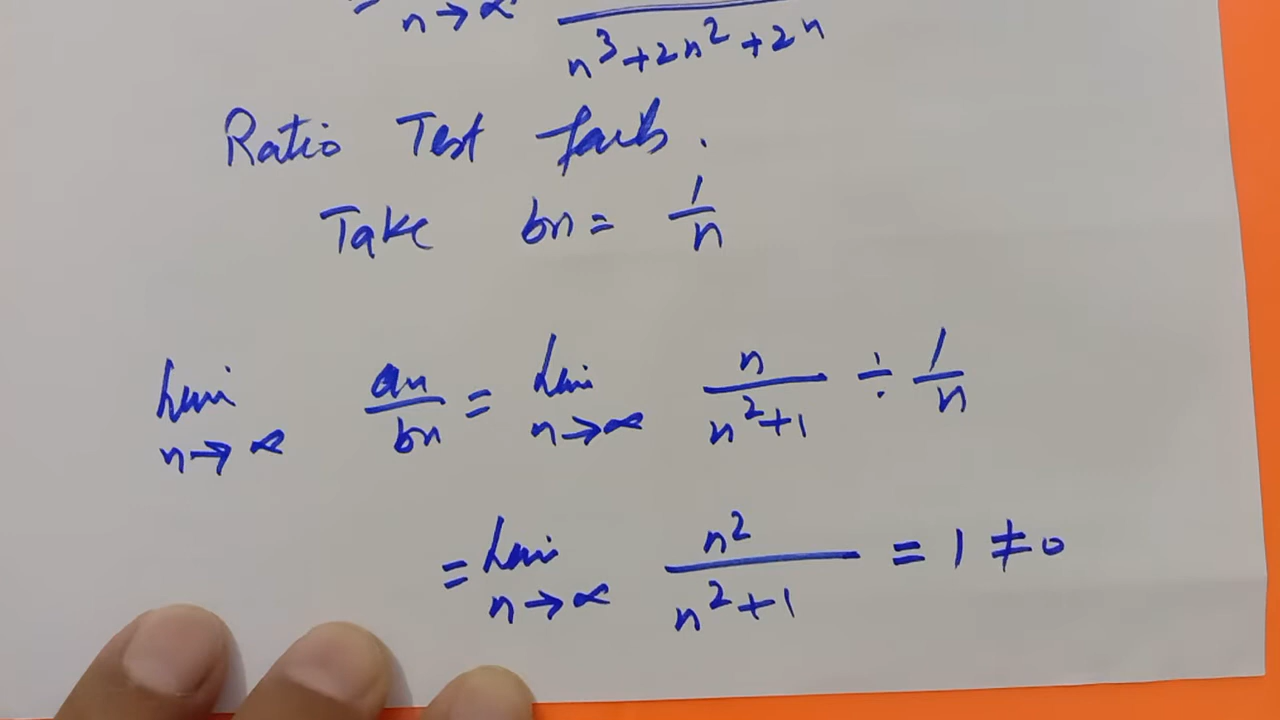 = n→∞ n³+2n²+2n
Ratio Test fails.
Take bn = 1/n
Lim n→∞ an/bn = Lim n→∞ n/(n²+1) ÷ 1/n
= Lim n→∞ n²/(n²+1) = 1 ≠ 0